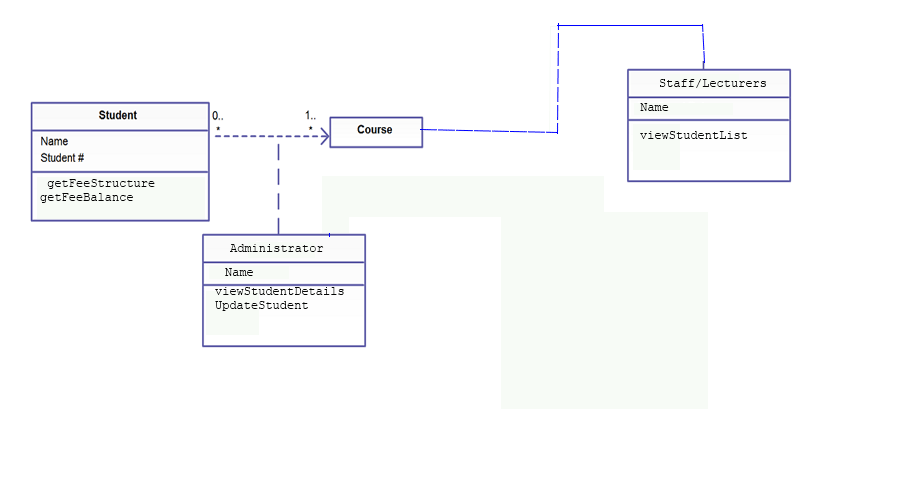 Student
Name
Student #
getFeeStructure
getFeeBalance
0..
*
1..
*
Course
Staff/Lecturers
Name
viewStudentList
Administrator
Name
viewStudentDetails
UpdateStudent